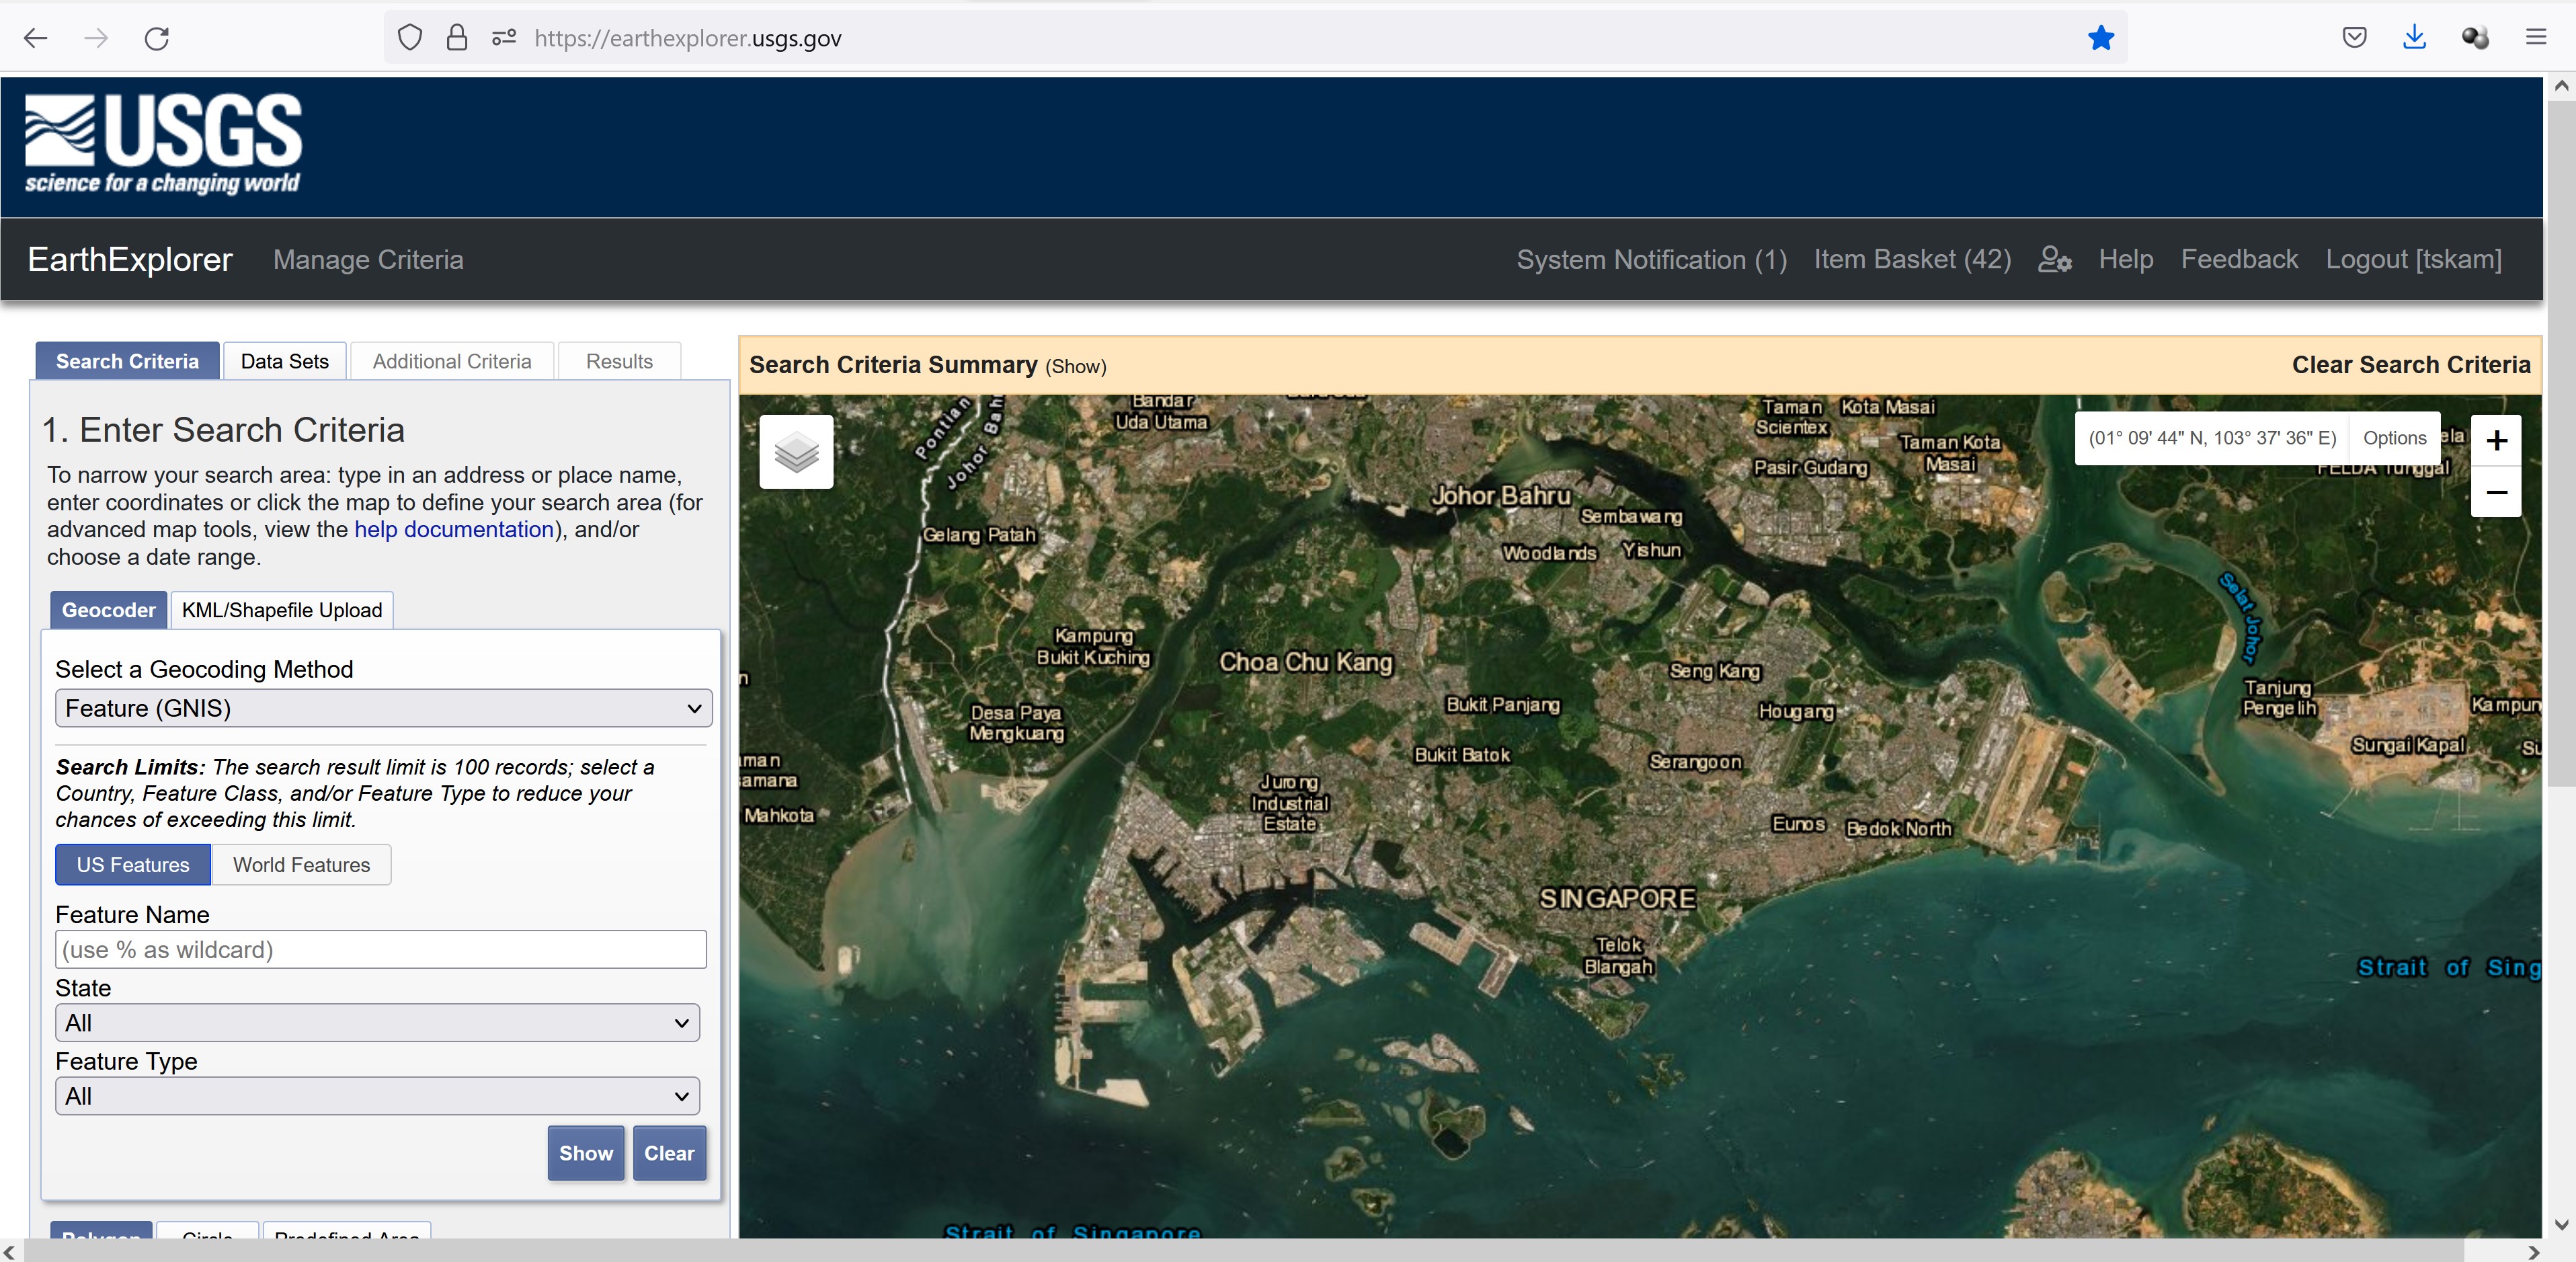 https://earthexplorer.usgs.gov
USGS
science for a changing world
EarthExplorer
Manage Criteria
System Notification (1)
Item Basket (42)
Help
Feedback
Logout [tskam]
Search Criteria
Data Sets
Additional Criteria
Results
1. Enter Search Criteria
To narrow your search area: type in an address or place name,
enter coordinates or click the map to define your search area (for
advanced map tools, view the help documentation), and/or
choose a date range.
Geocoder
KML/Shapefile Upload
Select a Geocoding Method
Feature (GNIS)
Search Limits: The search result limit is 100 records; select a
Country, Feature Class, and/or Feature Type to reduce your
chances of exceeding this limit.
US Features
World Features
Feature Name
(use % as wildcard)
State
All
Feature Type
All
Show
Clear
Polygon
Circle
Predefined Area
Search Criteria Summary (Show)
Clear Search Criteria
(01° 09' 44" N, 103° 37' 36" E)
Options
+
−
Pontian
Johor Bah
Bandar
Uda Utama
Taman
Scientex
Kota Masai
Taman Kota
Masai
Pasir Gudang
ela
FELDA Tunggal
Johor Bahru
Sembawang
Gelang Patah
Woodlands
Yishun
Selat Johor
Kampung
Bukit Kuching
Choa Chu Kang
Seng Kang
n
Desa Paya
Mengkuang
Bukit Panjang
Hougang
Tanjung
Pengelih
Kampun
Bukit Batok
Serangoon
Sungai Kapal
Su
man
amana
Mahkota
Jurong
Industrial
Estate
Eunos
Bedok North
SINGAPORE
Telok
Blangah
Strait of Sing
Strait of Singapore